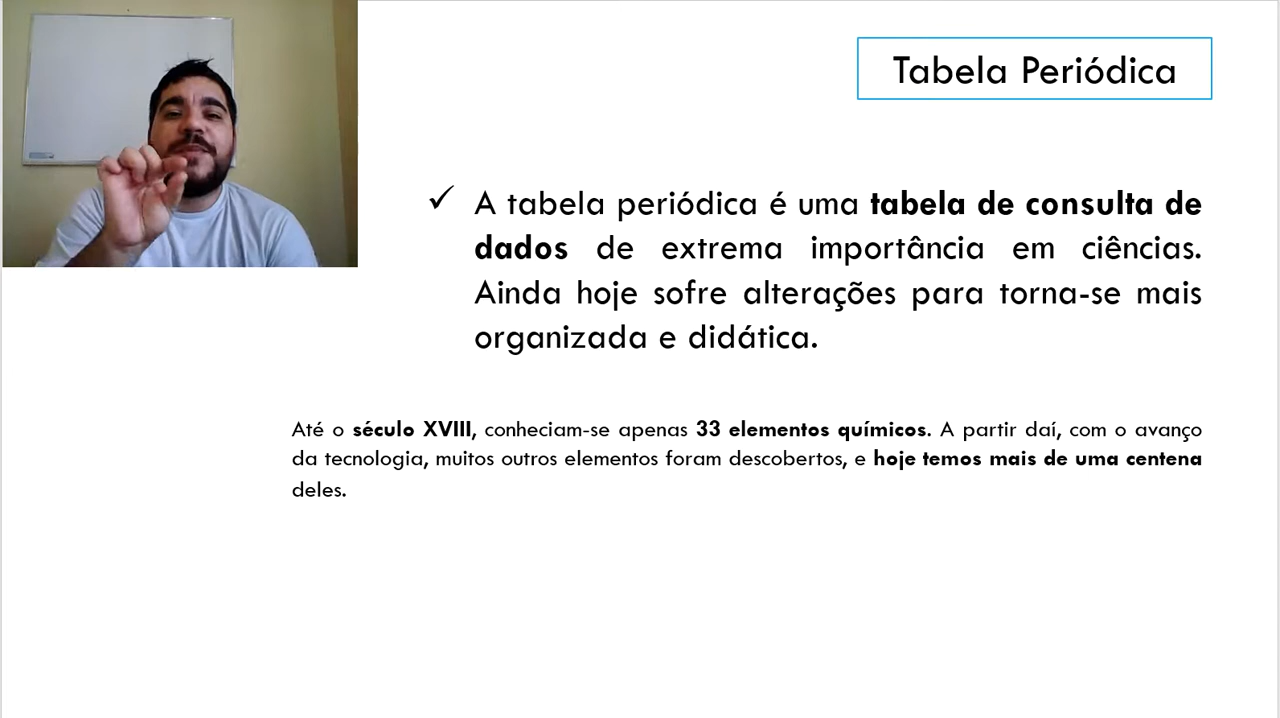 Tabela Periódica
✓ A tabela periódica é uma tabela de consulta de
dados de extrema importância em ciências.
Ainda hoje sofre alterações para torna-se mais
organizada e didática.
Até o século XVIII, conheciam-se apenas 33 elementos químicos. A partir daí, com o avanço
da tecnologia, muitos outros elementos foram descobertos, e hoje temos mais de uma centena
deles.